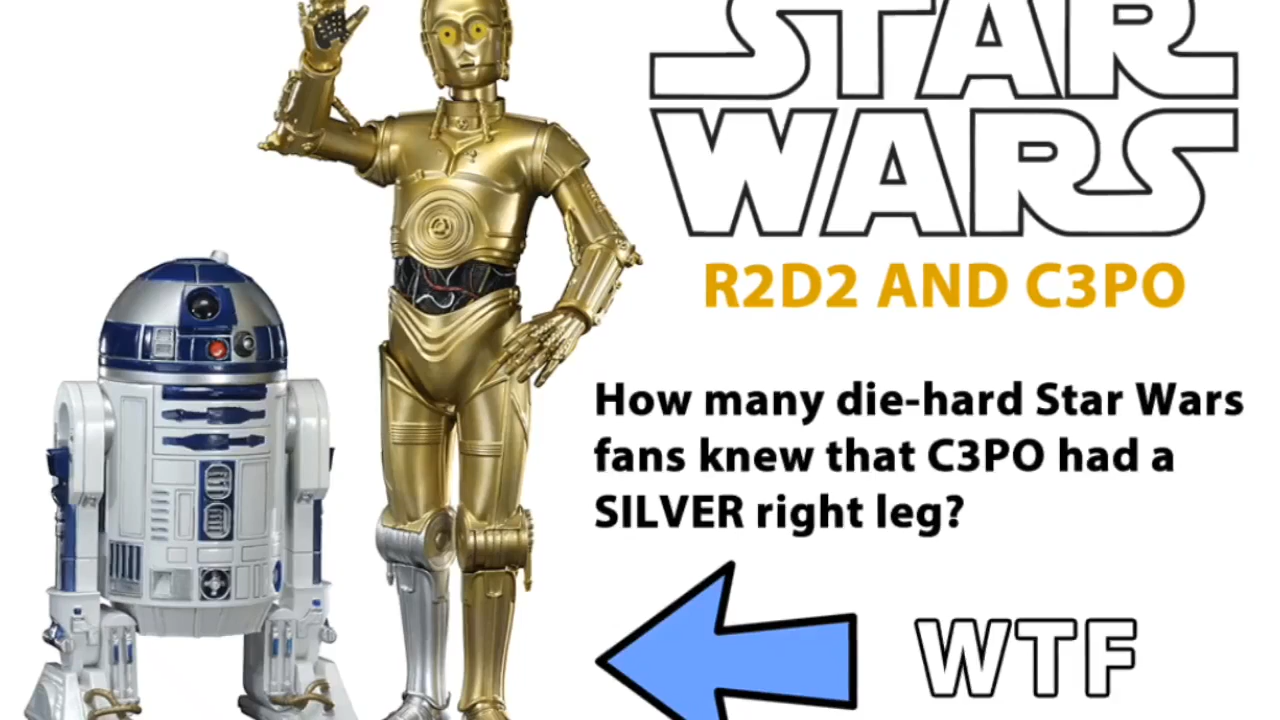 STAR
WARS
R2D2 AND C3PO
How many die-hard Star Wars
fans knew that C3PO had a
SILVER right leg?
WTF